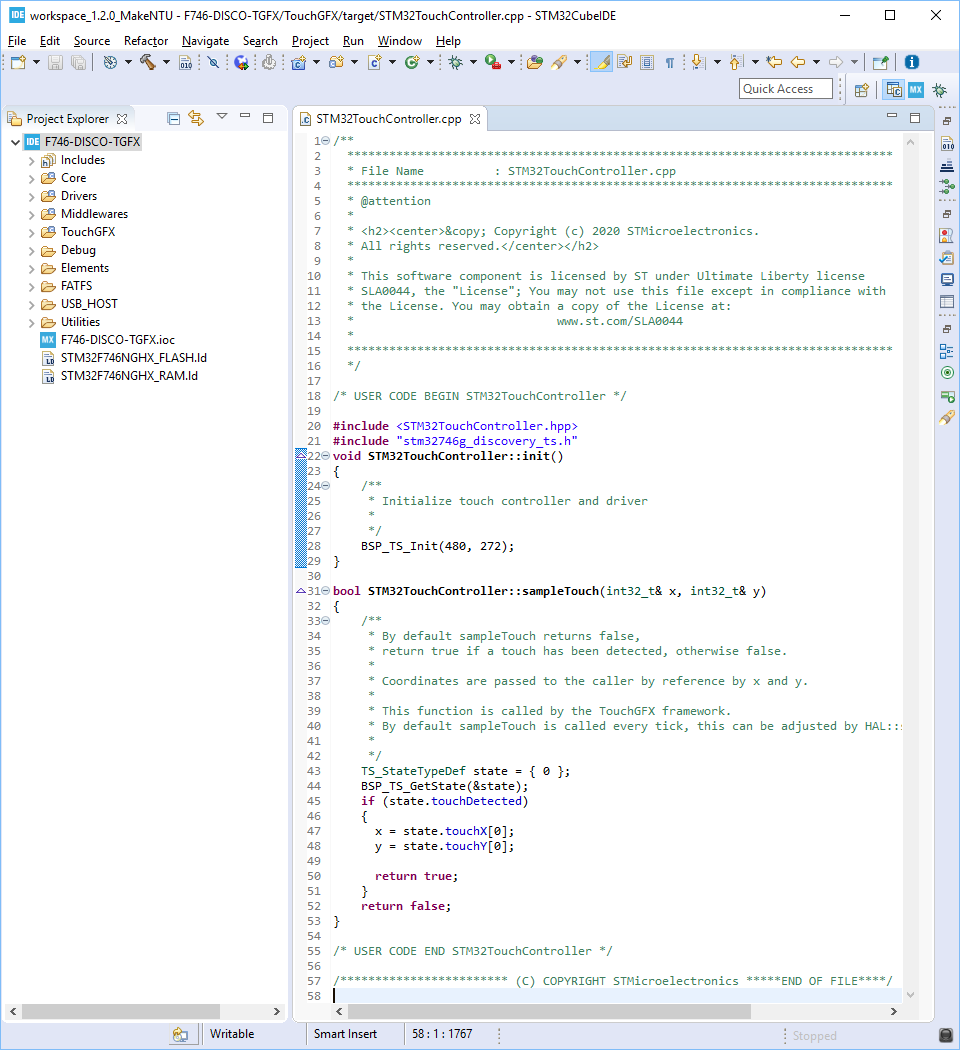 IDE workspace_1.2.0_MakeNTU - F746-DISCO-TGFX/TouchGFX/target/STM32TouchController.cpp - STM32CubeIDE
File Edit Source Refactor Navigate Search Project Run Window Help
Quick Access
MX
Project Explorer
STM32TouchController.cpp
IDE F746-DISCO-TGFX
Includes
Core
Drivers
Middlewares
TouchGFX
Debug
Elements
FATFS
USB_HOST
Utilities
MX F746-DISCO-TGFX.ioc
STM32F746NGHX_FLASH.ld
STM32F746NGHX_RAM.ld
1 /**
2 ******************************************************************************
3 * File Name          : STM32TouchController.cpp
4 ******************************************************************************
5 * @attention
6 *
7 * <h2><center>&copy; Copyright (c) 2020 STMicroelectronics.
8 * All rights reserved.</center></h2>
9 *
10 * This software component is licensed by ST under Ultimate Liberty license
11 * SLA0044, the "License"; You may not use this file except in compliance with
12 * the License. You may obtain a copy of the License at:
13 *                             www.st.com/SLA0044
14 *
15 ******************************************************************************
16 */
17
18 /* USER CODE BEGIN STM32TouchController */
19
20 #include <STM32TouchController.hpp>
21 #include "stm32746g_discovery_ts.h"
22 void STM32TouchController::init()
23 {
24     /**
25      * Initialize touch controller and driver
26      *
27      */
28     BSP_TS_Init(480, 272);
29 }
30
31 bool STM32TouchController::sampleTouch(int32_t& x, int32_t& y)
32 {
33     /**
34      * By default sampleTouch returns false,
35      * return true if a touch has been detected, otherwise false.
36      *
37      * Coordinates are passed to the caller by reference by x and y.
38      *
39      * This function is called by the TouchGFX framework.
40      * By default sampleTouch is called every tick, this can be adjusted by HAL::
41      *
42      */
43     TS_StateTypeDef state = { 0 };
44     BSP_TS_GetState(&state);
45     if (state.touchDetected)
46     {
47       x = state.touchX[0];
48       y = state.touchY[0];
49
50       return true;
51     }
52     return false;
53 }
54
55 /* USER CODE END STM32TouchController */
56
57 /************************ (C) COPYRIGHT STMicroelectronics *****END OF FILE****/
58
Writable Smart Insert 58 : 1 : 1767 Stopped